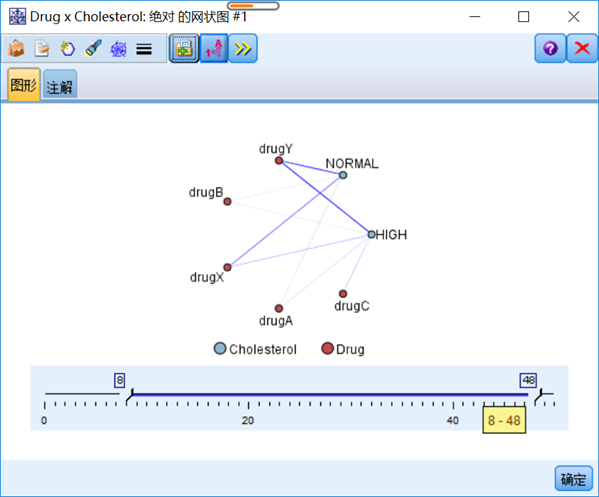 Drug x Cholesterol: 绝对 的网状图 #1
图形 注解
drugY
NORMAL
drugB
HIGH
drugX
drugC
drugA
Cholesterol Drug
8 48
0 20 40
8 - 48
确定